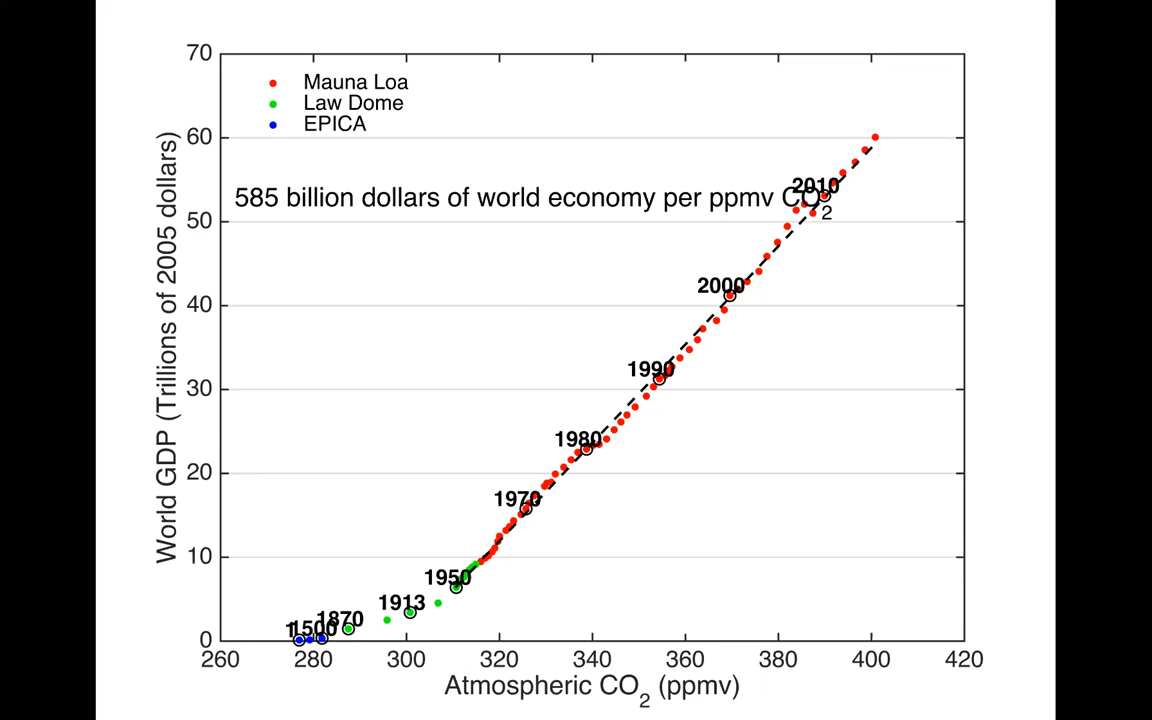 70
60
50
40
30
20
10
0
World GDP (Trillions of 2005 dollars)
Mauna Loa
Law Dome
EPICA
585 billion dollars of world economy per ppmv CO2
2010
2000
1990
1980
1970
1950
1913
1870
1500
1
260 280 300 320 340 360 380 400 420
Atmospheric CO2 (ppmv)